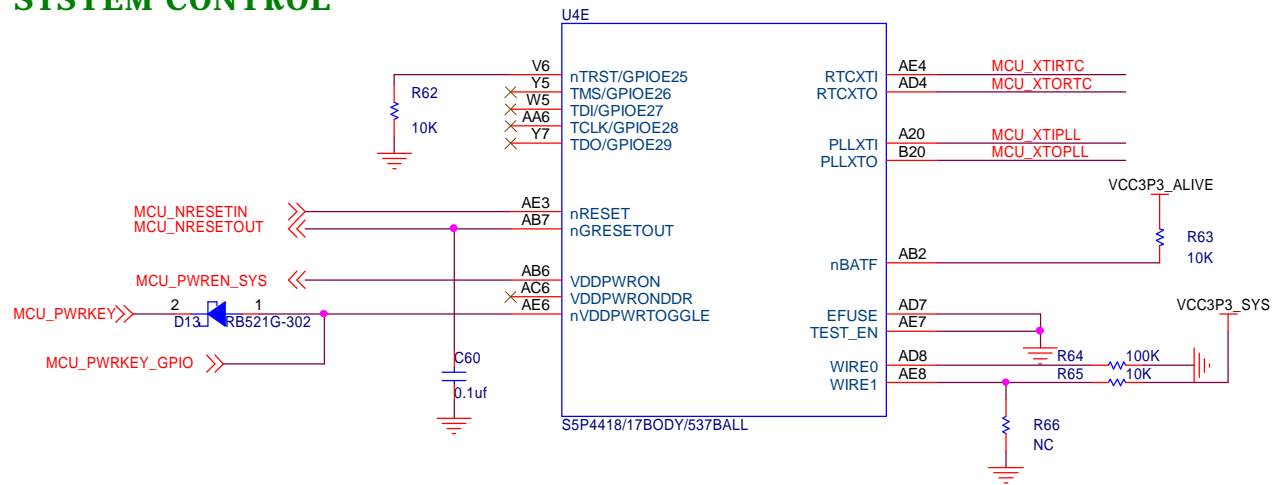 SYSTEM CONTROL
U4E
V6 nTRST/GPIOE25
Y5 TMS/GPIOE26
W5 TDI/GPIOE27
AA6 TCLK/GPIOE28
Y7 TDO/GPIOE29
R62
10K
MCU_NRESETIN AE3 nRESET
MCU_NRESETOUT AB7 nGRESETOUT
MCU_PWREN_SYS AB6 VDDPWRON
AC6 VDDPWRONDDR
MCU_PWRKEY 2 1 AE6 nVDDPWRTOGGLE
D13 RB521G-302
MCU_PWRKEY_GPIO
C60
0.1uf
RTCXTI AE4 MCU_XTIRTC
RTCXTO AD4 MCU_XTORTC
PLLXTI A20 MCU_XTIPLL
PLLXTO B20 MCU_XTOPLL
VCC3P3_ALIVE
R63
10K
nBATF AB2
VCC3P3_SYS
EFUSE AD7
TEST_EN AE7
WIRE0 AD8 R64 100K
WIRE1 AE8 R65 10K
R66
NC
S5P4418/17BODY/537BALL